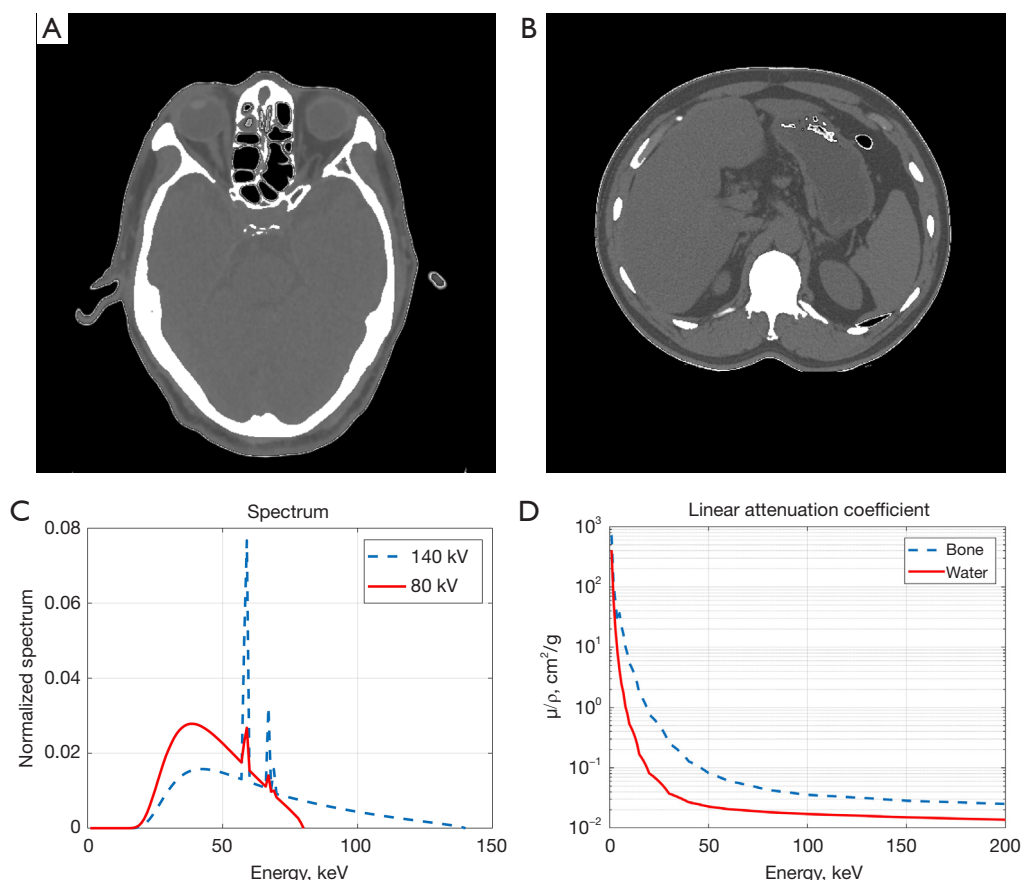 A
B
C
Spectrum
0.08
0.06
0.04
0.02
0
Normalized spectrum
140 kV
80 kV
0
50
100
150
Energy, keV
D
Linear attenuation coefficient
10³
10²
10¹
10⁰
10⁻¹
10⁻²
μ/ρ, cm²/g
Bone
Water
0
50
100
150
200
Energy, keV